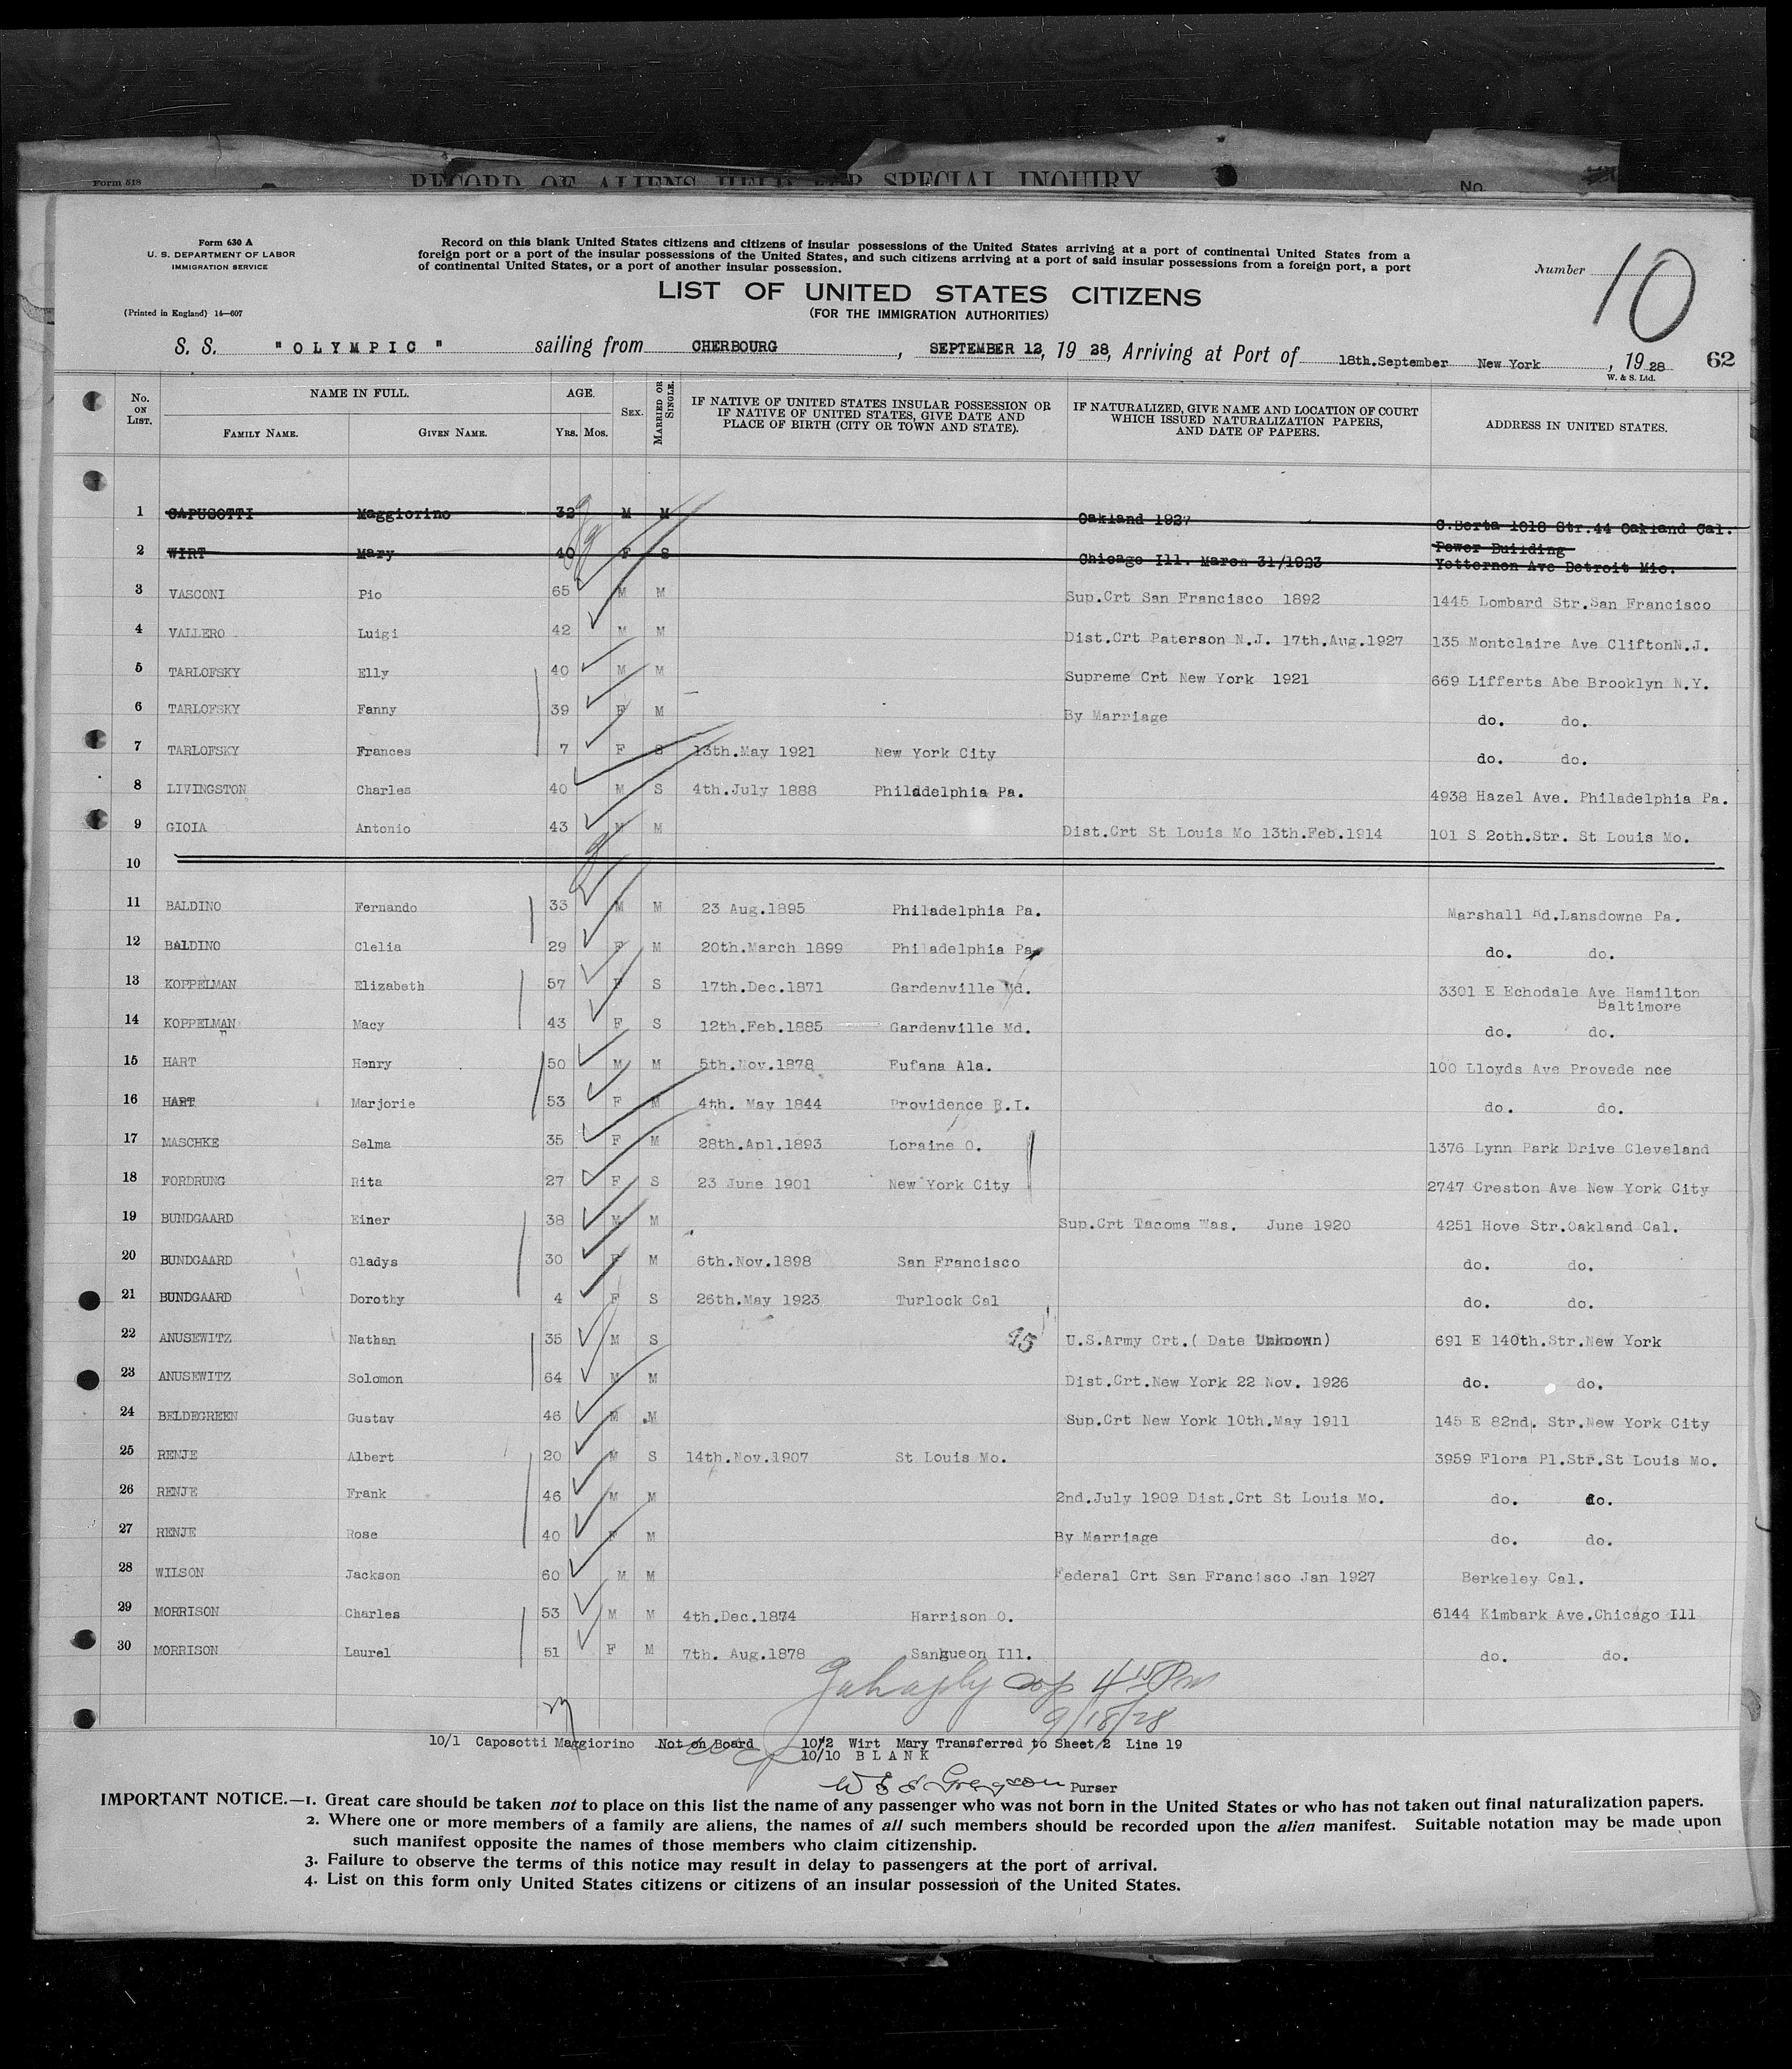 Form 518
RECORD OF ALIENS HELD FOR SPECIAL INQUIRY
No.
Form 630 A
U. S. DEPARTMENT OF LABOR
IMMIGRATION SERVICE
(Printed in England) 14—607
Record on this blank United States citizens and citizens of insular possessions of the United States arriving at a port of continental United States from a
foreign port or a port of the insular possessions of the United States, and such citizens arriving at a port of said insular possessions from a foreign port, a port
of continental United States, or a port of another insular possession.
Number 10
LIST OF UNITED STATES CITIZENS
(FOR THE IMMIGRATION AUTHORITIES)
S. S. "OLYMPIC" sailing from CHERBOURG, SEPTEMBER 12, 19 28, Arriving at Port of 18th.September New York, 19 28 62
W. & S. Ltd.
No. ON LIST. NAME IN FULL. FAMILY NAME. GIVEN NAME. AGE. Yrs. Mos. SEX. MARRIED OR SINGLE. IF NATIVE OF UNITED STATES INSULAR POSSESSION OR IF NATIVE OF UNITED STATES, GIVE DATE AND PLACE OF BIRTH (CITY OR TOWN AND STATE). IF NATURALIZED, GIVE NAME AND LOCATION OF COURT WHICH ISSUED NATURALIZATION PAPERS, AND DATE OF PAPERS. ADDRESS IN UNITED STATES.
1 CAPUSOTTI Maggiorino 32 M M Oakland 1927 C.Berta 1018 Str.44 Oakland Cal.
2 WIRT Mary 40 F S Chicago Ill. March 31/1923 Power Building
Yetternon Ave Detroit Mic.
3 VASCONI Pio 65 M M Sup.Crt San Francisco 1892 1445 Lombard Str.San Francisco
4 VALLERO Luigi 42 M M Dist.Crt Paterson N.J. 17th.Aug.1927 135 Montclaire Ave CliftonN.J.
5 TARLOFSKY Elly 40 M M Supreme Crt New York 1921 669 Lifferts Abe Brooklyn N.Y.
6 TARLOFSKY Fanny 39 F M By Marriage do. do.
7 TARLOFSKY Frances 7 F S 13th.May 1921 New York City do. do.
8 LIVINGSTON Charles 40 M S 4th.July 1888 Philadelphia Pa. 4938 Hazel Ave. Philadelphia Pa.
9 GIOIA Antonio 43 M M Dist.Crt St Louis Mo 13th.Feb.1914 101 S 2oth.Str. St Louis Mo.
10
11 BALDINO Fernando 33 M M 23 Aug.1895 Philadelphia Pa. Marshall Rd.Lansdowne Pa.
12 BALDINO Clelia 29 F M 20th.March 1899 Philadelphia Pa. do. do.
13 KOPPELMAN Elizabeth 57 F S 17th.Dec.1871 Gardenville Md. 3301 E Echodale Ave Hamilton
Baltimore
14 KOPPELMAN Macy 43 F S 12th.Feb.1885 Gardenville Md. do. do.
15 HART Henry 50 M M 5th.Nov.1878 Eufana Ala. 100 Lloyds Ave Provede nce
16 HART Marjorie 53 F M 4th. May 1844 Providence R.I. do. do.
17 MASCHKE Selma 35 F M 28th.Apl.1893 Loraine O. 1376 Lynn Park Drive Cleveland
18 FORDRUNG Rita 27 F S 23 June 1901 New York City 2747 Creston Ave New York City
19 BUNDGAARD Einer 38 M M Sup.Crt Tacoma Was. June 1920 4251 Hove Str.Oakland Cal.
20 BUNDGAARD Gladys 30 F M 6th.Nov.1898 San Francisco do. do.
21 BUNDGAARD Dorothy 4 F S 26th.May 1923 Turlock Cal do. do.
22 ANUSEWITZ Nathan 35 M S 45 U.S.Army Crt.( Date Unknown) 691 E 140th.Str.New York
23 ANUSEWITZ Solomon 64 M M Dist.Crt.New York 22 Nov. 1926 do. do.
24 BELDEGREEN Gustav 46 M M Sup.Crt New York 10th.May 1911 145 E 82nd. Str.New York City
25 RENJE Albert 20 M S 14th.Nov.1907 St Louis Mo. 3959 Flora Pl.Str.St Louis Mo.
26 RENJE Frank 46 M M 2nd.July 1909 Dist.Crt St Louis Mo. do. do.
27 RENJE Rose 40 F M By Marriage do. do.
28 WILSON Jackson 60 M M Federal Crt San Francisco Jan 1927 Berkeley Cal.
29 MORRISON Charles 53 M M 4th.Dec.1874 Harrison O. 6144 Kimbark Ave.Chicago Ill
30 MORRISON Laurel 51 F M 7th. Aug.1878 Sangueon Ill. do. do.
4 15 Pm
9/18/28
10/1 Caposotti Maggiorino Not on Board 10/2 Wirt Mary Transferred to Sheet 2 Line 19
10/10 BLANK
Purser
IMPORTANT NOTICE.—1. Great care should be taken not to place on this list the name of any passenger who was not born in the United States or who has not taken out final naturalization papers.
2. Where one or more members of a family are aliens, the names of all such members should be recorded upon the alien manifest. Suitable notation may be made upon
such manifest opposite the names of those members who claim citizenship.
3. Failure to observe the terms of this notice may result in delay to passengers at the port of arrival.
4. List on this form only United States citizens or citizens of an insular possession of the United States.